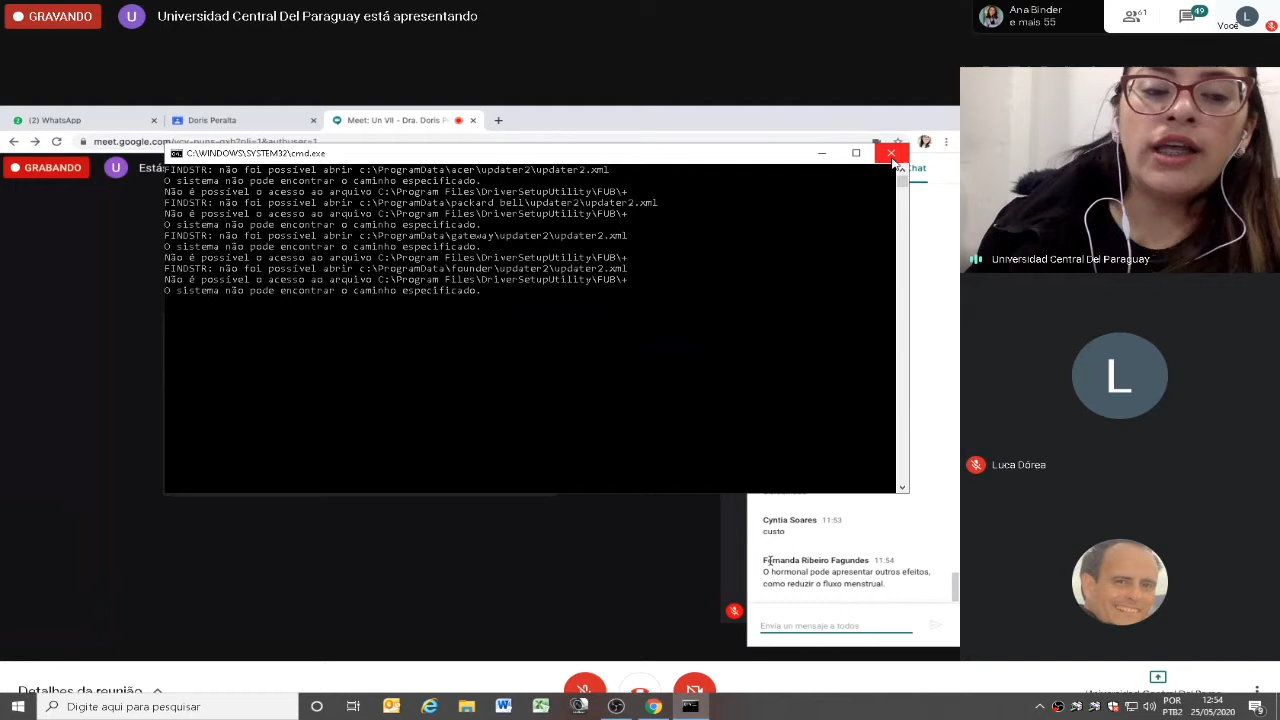 GRAVANDO
U
Universidad Central Del Paraguay está apresentando
Ana Binder
e mais 55
61
49
L
Você
(2) WhatsApp
Doris Peralta
Meet: Un VII - Dra. Doris P
meet.google.com/
GRABANDO
U
Está
C:\WINDOWS\SYSTEM32\cmd.exe
FINDSTR: não foi possível abrir c:\ProgramData\acer\updater2\updater2.xml
O sistema não pode encontrar o caminho especificado.
Não é possível o acesso ao arquivo C:\Program Files\DriverSetupUtility\FUB\+
FINDSTR: não foi possível abrir c:\ProgramData\packard bell\updater2\updater2.xml
Não é possível o acesso ao arquivo C:\Program Files\DriverSetupUtility\FUB\+
O sistema não pode encontrar o caminho especificado.
FINDSTR: não foi possível abrir c:\ProgramData\gateway\updater2\updater2.xml
O sistema não pode encontrar o caminho especificado.
Não é possível o acesso ao arquivo C:\Program Files\DriverSetupUtility\FUB\+
FINDSTR: não foi possível abrir c:\ProgramData\founder\updater2\updater2.xml
Não é possível o acesso ao arquivo C:\Program Files\DriverSetupUtility\FUB\+
O sistema não pode encontrar o caminho especificado.
Chat
Cyntia Soares 11:53
custo
Fernanda Ribeiro Fagundes 11:54
O hormonal pode apresentar outros efeitos,
como reduzir o fluxo menstrual.
Envía un mensaje a todos
Universidad Central Del Paraguay
L
Luca Dórea
Detalhes da reunião
Digite aqui para pesquisar
POR
PTB2
12:54
25/05/2020
9